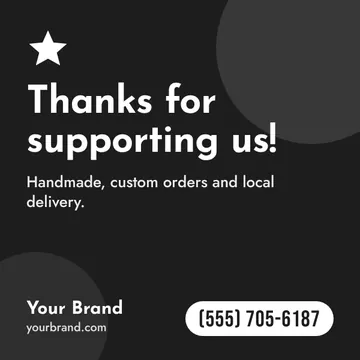 Thanks for
supporting us!
Handmade, custom orders and local
delivery.
Your Brand
yourbrand.com
(555) 705-6187